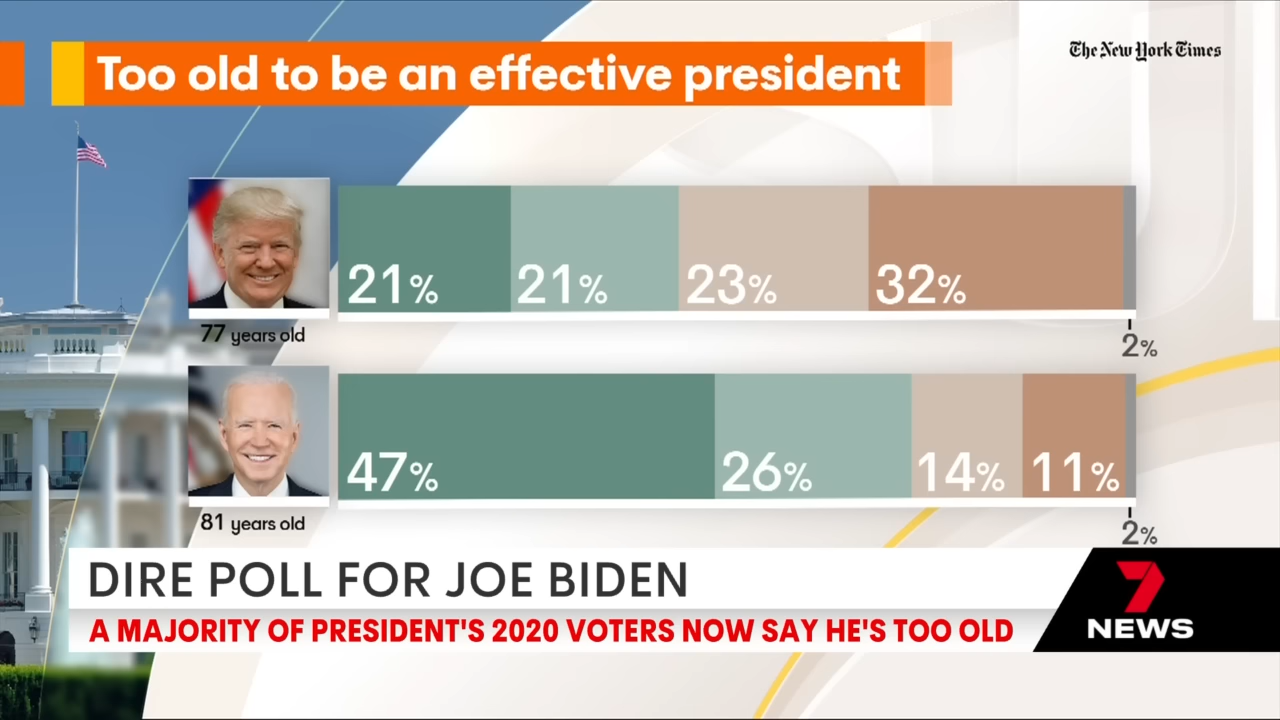 Too old to be an effective president
The New York Times
21% 21% 23% 32%
2%
77 years old
47% 26% 14% 11%
2%
81 years old
DIRE POLL FOR JOE BIDEN
A MAJORITY OF PRESIDENT'S 2020 VOTERS NOW SAY HE'S TOO OLD
7
NEWS